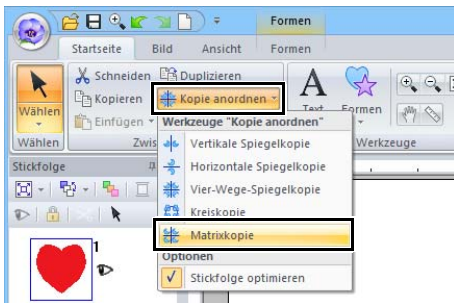 Formen
Startseite Bild Ansicht Formen
Schneiden Duplizieren
Kopieren Kopie anordnen
Einfügen
Wählen
Text Formen
Wählen Zwis Werkzeuge
Werkzeuge "Kopie anordnen"
Vertikale Spiegelkopie
Horizontale Spiegelkopie
Vier-Wege-Spiegelkopie
Kreiskopie
Matrixkopie
Optionen
Stickfolge optimieren
Stickfolge
1